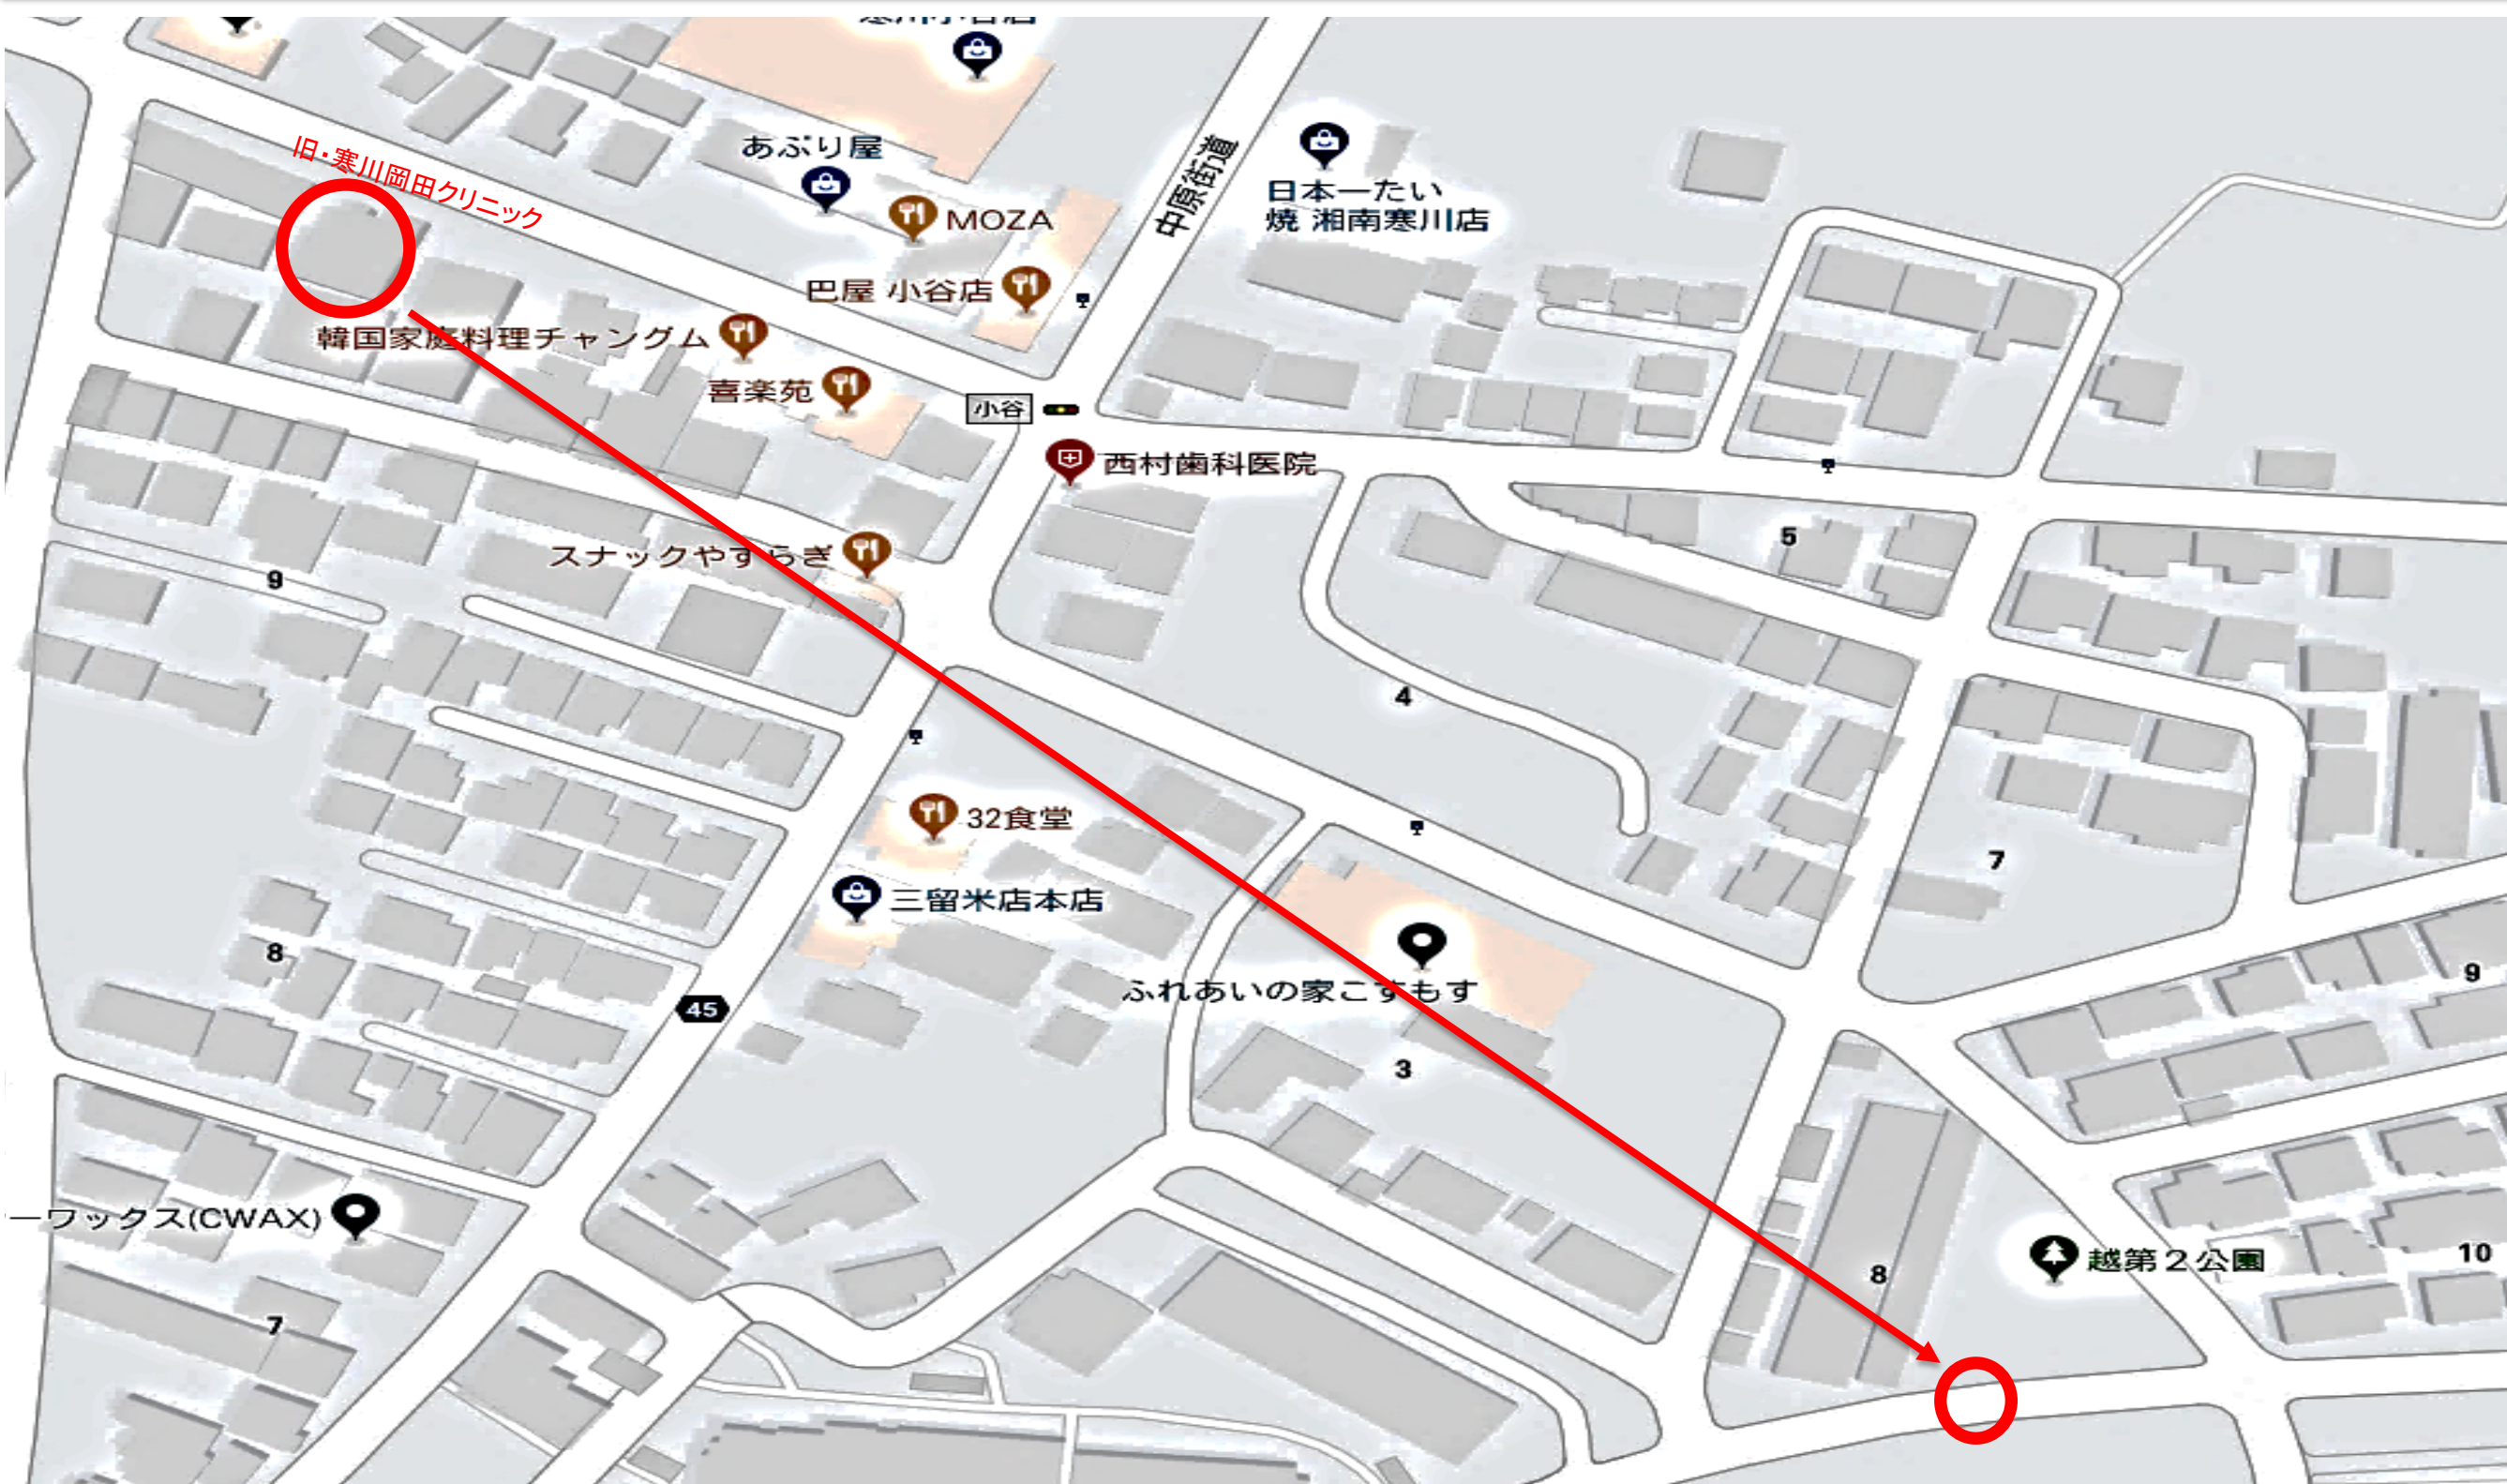 旧・寒川岡田クリニック
あぶり屋
MOZA
中原街道
日本一たい
焼 湘南寒川店
巴屋 小谷店
韓国家庭料理チャングム
喜楽苑
小谷
西村歯科医院
スナックやすらぎ
5
9
4
32食堂
三留米店本店
7
8
45
ふれあいの家こすもす
9
3
ーワックス(CWAX)
越第2公園
10
8
7